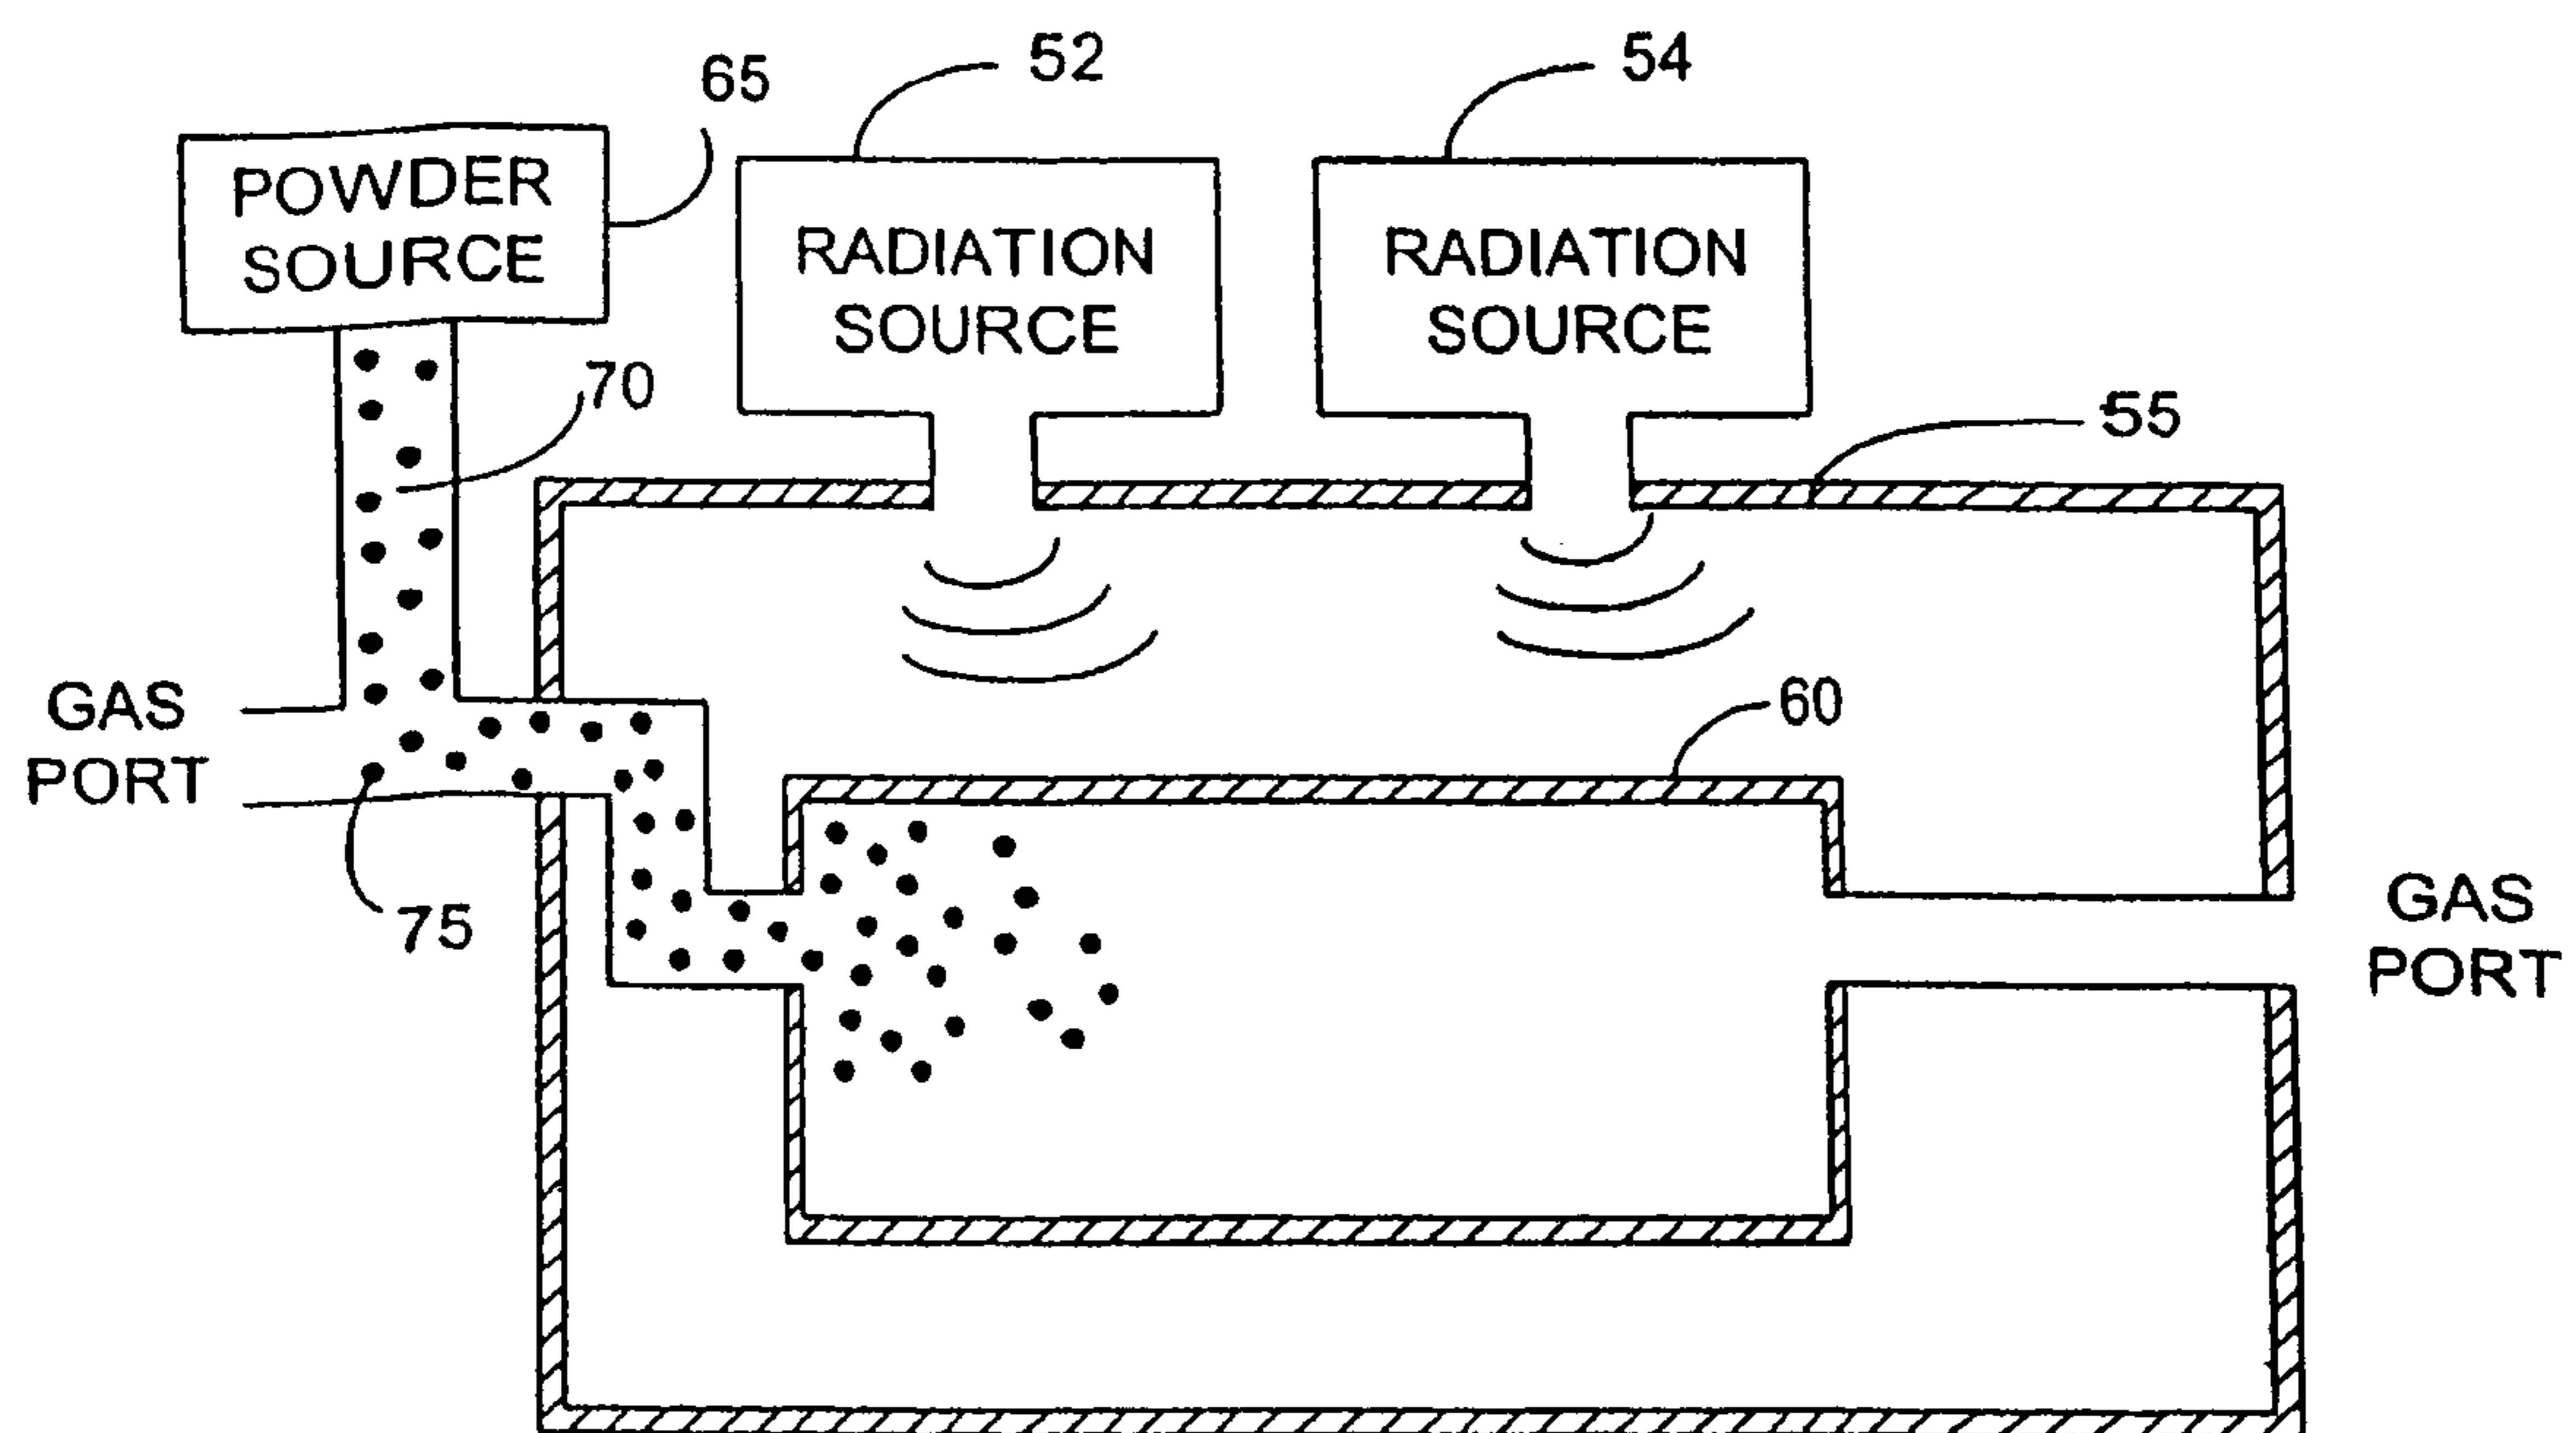 65
52
54
POWDER
SOURCE
RADIATION
SOURCE
RADIATION
SOURCE
70
55
GAS
PORT
60
75
GAS
PORT